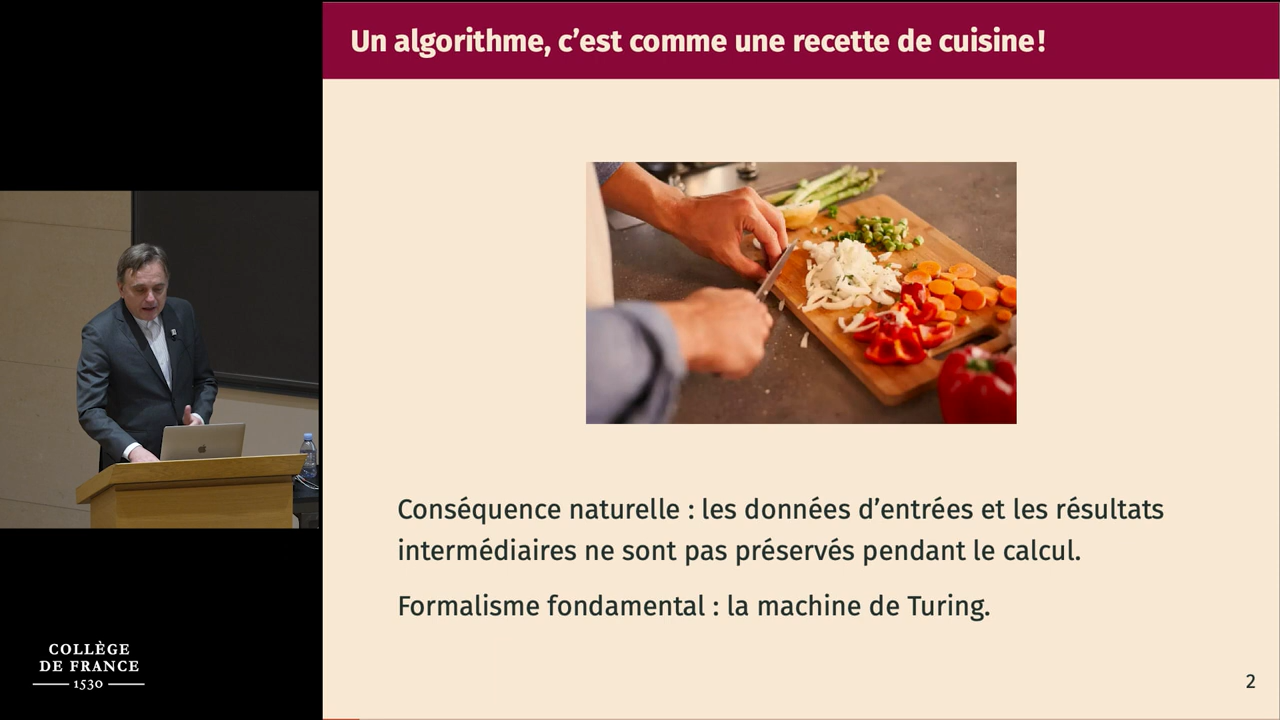 Un algorithme, c’est comme une recette de cuisine !
Conséquence naturelle : les données d’entrées et les résultats
intermédiaires ne sont pas préservés pendant le calcul.
Formalisme fondamental : la machine de Turing.
2
COLLÈGE
DE FRANCE
1530